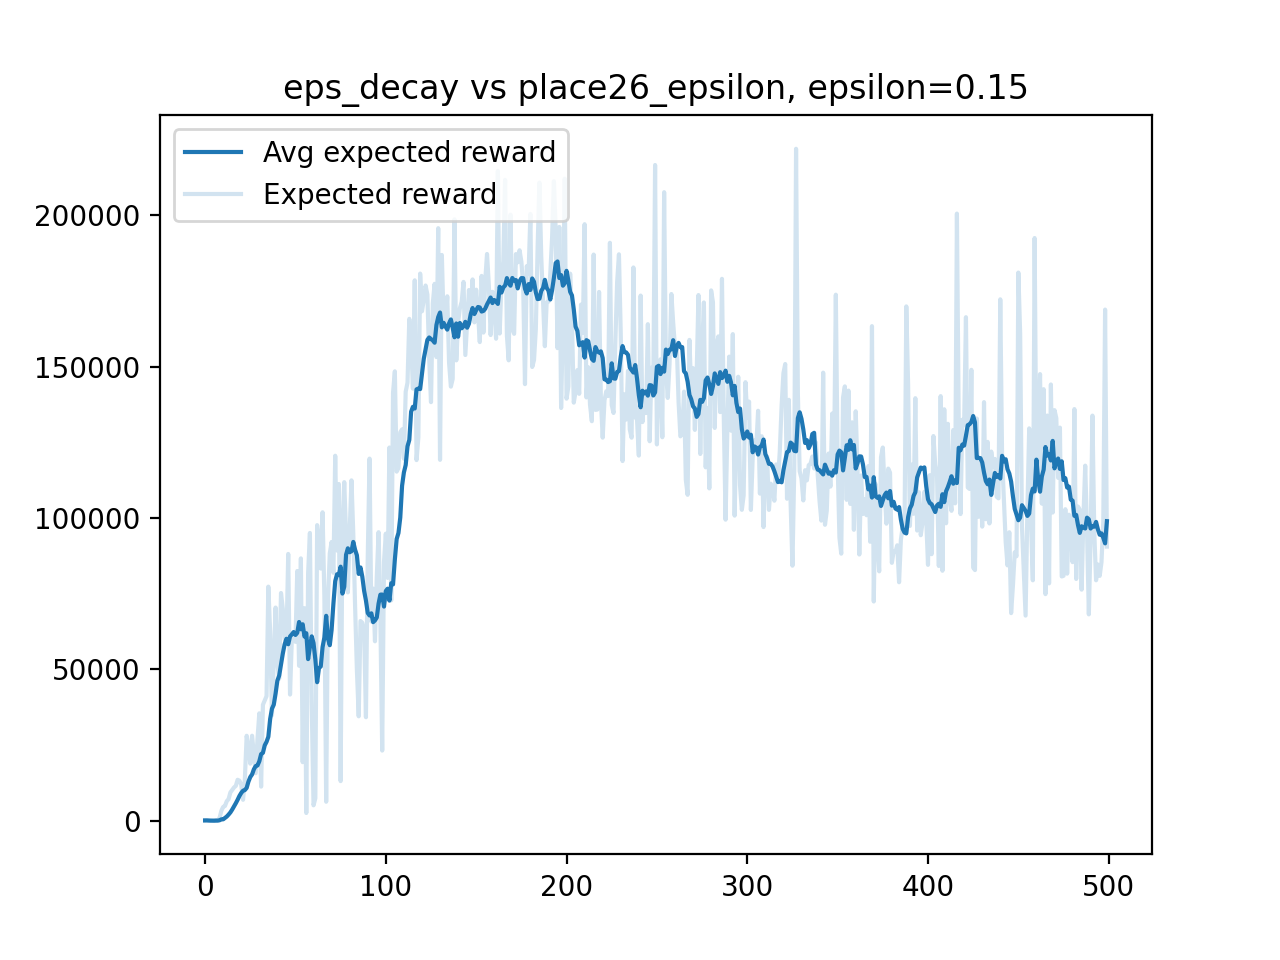 eps_decay vs place26_epsilon, epsilon=0.15
Avg expected reward
Expected reward
200000
150000
100000
50000
0
0 100 200 300 400 500